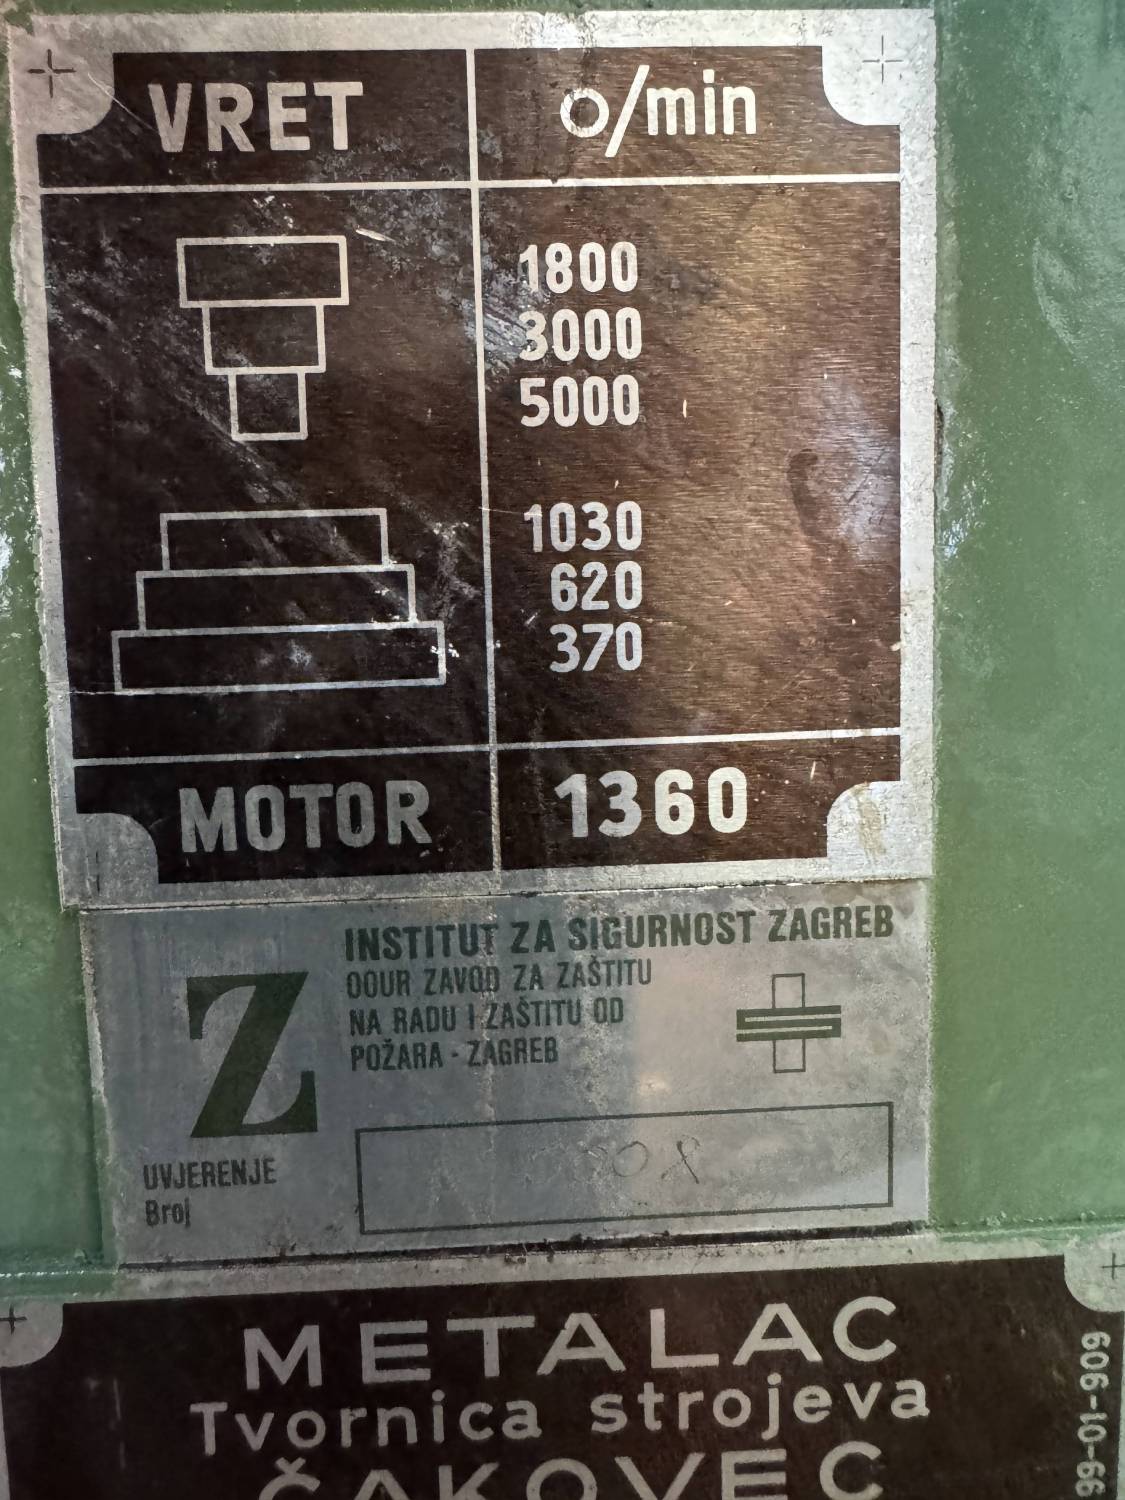 VRET o/min
1800
3000
5000
1030
620
370
MOTOR 1360
INSTITUT ZA SIGURNOST ZAGREB
OOUR ZAVOD ZA ZAŠTITU
NA RADU I ZAŠTITU OD
POŽARA - ZAGREB
Z
UVJERENJE
Broj
METALAC
Tvornica strojeva
ČAKOVEC
66-01-909